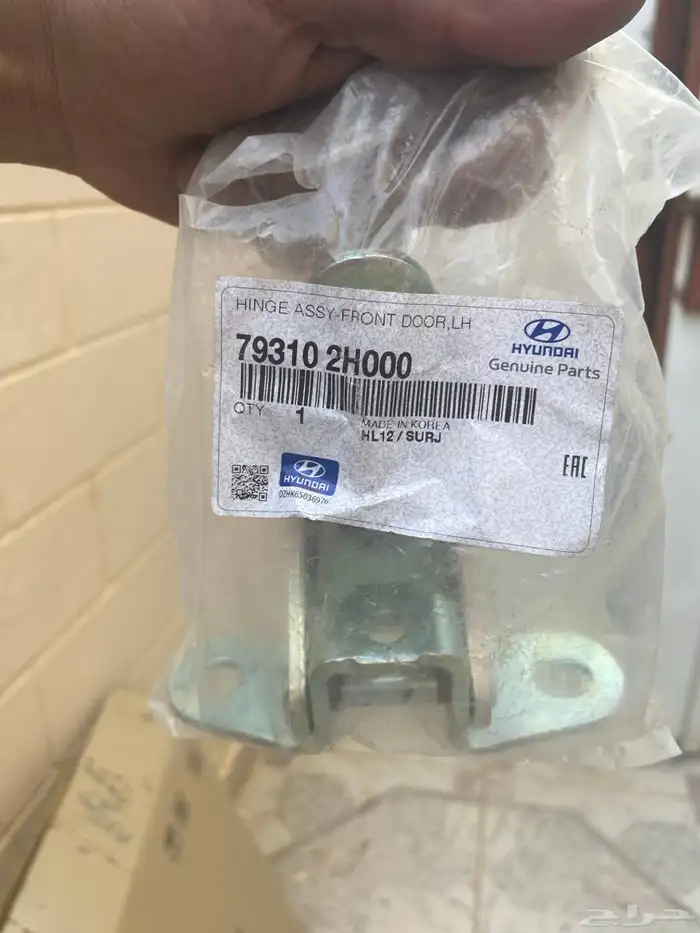 HINGE ASSY-FRONT DOOR,LH
79310 2H000
HYUNDAI
Genuine Parts
QTY 1
MADE IN KOREA
HL12 / SURJ
EAC
HYUNDAI
حراج